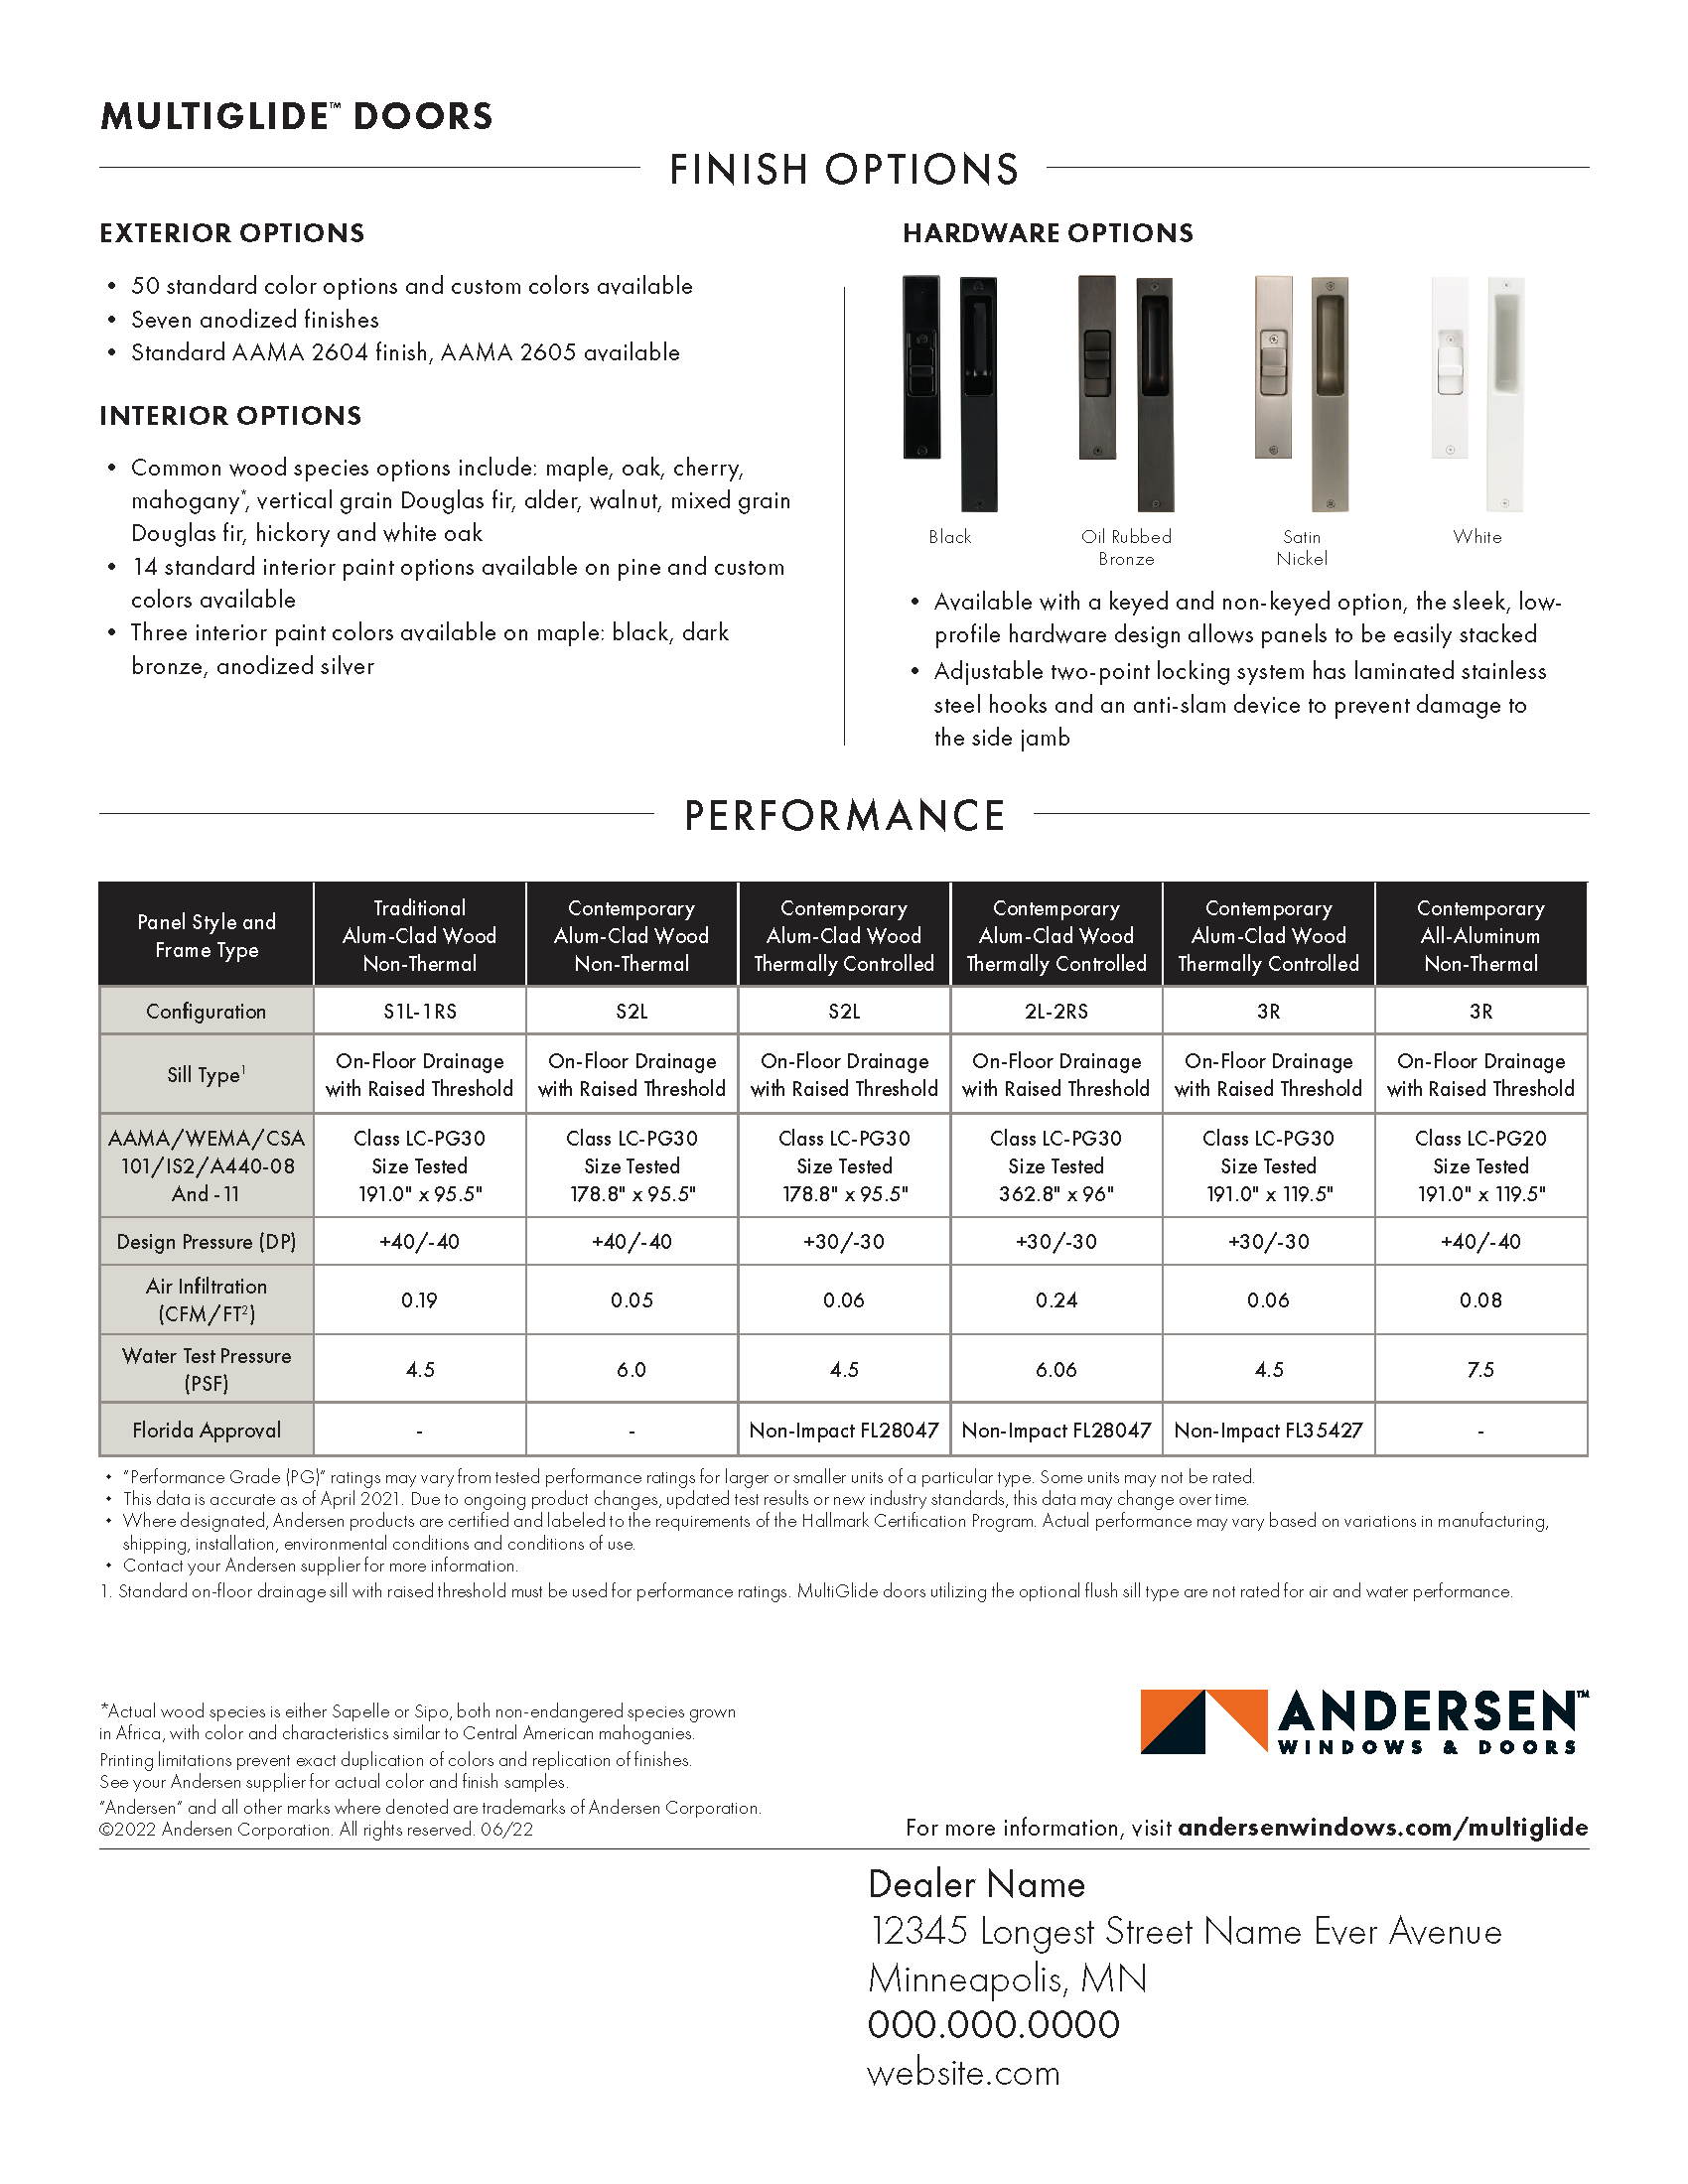 MULTIGLIDE™ DOORS
FINISH OPTIONS
EXTERIOR OPTIONS
• 50 standard color options and custom colors available
• Seven anodized finishes
• Standard AAMA 2604 finish, AAMA 2605 available
INTERIOR OPTIONS
• Common wood species options include: maple, oak, cherry,
mahogany*, vertical grain Douglas fir, alder, walnut, mixed grain
Douglas fir, hickory and white oak
• 14 standard interior paint options available on pine and custom
colors available
• Three interior paint colors available on maple: black, dark
bronze, anodized silver
HARDWARE OPTIONS
Black
Oil Rubbed
Bronze
Satin
Nickel
White
• Available with a keyed and non-keyed option, the sleek, low-
profile hardware design allows panels to be easily stacked
• Adjustable two-point locking system has laminated stainless
steel hooks and an anti-slam device to prevent damage to
the side jamb
PERFORMANCE
Panel Style and
Frame Type
Traditional
Alum-Clad Wood
Non-Thermal
Contemporary
Alum-Clad Wood
Non-Thermal
Contemporary
Alum-Clad Wood
Thermally Controlled
Contemporary
Alum-Clad Wood
Thermally Controlled
Contemporary
Alum-Clad Wood
Thermally Controlled
Contemporary
All-Aluminum
Non-Thermal
Configuration
S1L-1RS
S2L
S2L
2L-2RS
3R
3R
Sill Type¹
On-Floor Drainage
with Raised Threshold
On-Floor Drainage
with Raised Threshold
On-Floor Drainage
with Raised Threshold
On-Floor Drainage
with Raised Threshold
On-Floor Drainage
with Raised Threshold
On-Floor Drainage
with Raised Threshold
AAMA/WEMA/CSA
101/IS2/A440-08
And -11
Class LC-PG30
Size Tested
191.0" x 95.5"
Class LC-PG30
Size Tested
178.8" x 95.5"
Class LC-PG30
Size Tested
178.8" x 95.5"
Class LC-PG30
Size Tested
362.8" x 96"
Class LC-PG30
Size Tested
191.0" x 119.5"
Class LC-PG20
Size Tested
191.0" x 119.5"
Design Pressure (DP)
+40/-40
+40/-40
+30/-30
+30/-30
+30/-30
+40/-40
Air Infiltration
(CFM/FT²)
0.19
0.05
0.06
0.24
0.06
0.08
Water Test Pressure
(PSF)
4.5
6.0
4.5
6.06
4.5
7.5
Florida Approval
-
-
Non-Impact FL28047
Non-Impact FL28047
Non-Impact FL35427
-
• "Performance Grade (PG)" ratings may vary from tested performance ratings for larger or smaller units of a particular type. Some units may not be rated.
• This data is accurate as of April 2021. Due to ongoing product changes, updated test results or new industry standards, this data may change over time.
• Where designated, Andersen products are certified and labeled to the requirements of the Hallmark Certification Program. Actual performance may vary based on variations in manufacturing,
shipping, installation, environmental conditions and conditions of use.
• Contact your Andersen supplier for more information.
1. Standard on-floor drainage sill with raised threshold must be used for performance ratings. MultiGlide doors utilizing the optional flush sill type are not rated for air and water performance.
*Actual wood species is either Sapelle or Sipo, both non-endangered species grown
in Africa, with color and characteristics similar to Central American mahoganies.
Printing limitations prevent exact duplication of colors and replication of finishes.
See your Andersen supplier for actual color and finish samples.
"Andersen" and all other marks where denoted are trademarks of Andersen Corporation.
©2022 Andersen Corporation. All rights reserved. 06/22
ANDERSEN™
WINDOWS & DOORS
For more information, visit andersenwindows.com/multiglide
Dealer Name
12345 Longest Street Name Ever Avenue
Minneapolis, MN
000.000.0000
website.com